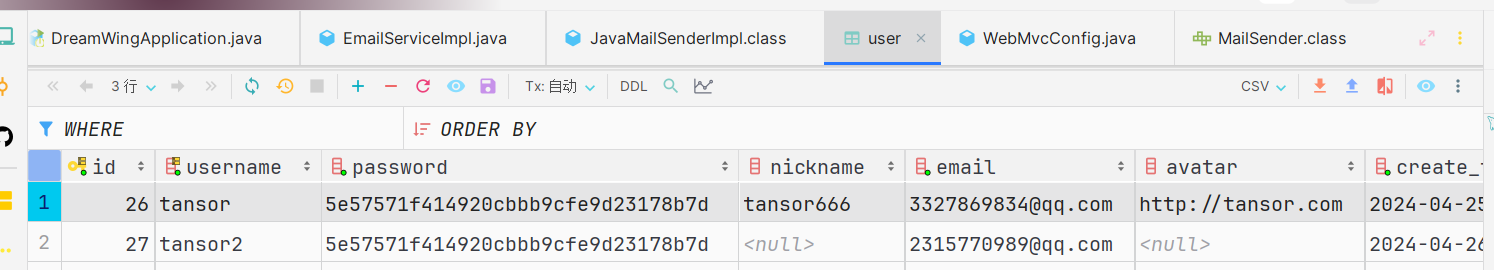 DreamWingApplication.java EmailServiceImpl.java JavaMailSenderImpl.class user WebMvcConfig.java MailSender.class
3 行 Tx: 自动 DDL CSV
WHERE ORDER BY
id username password nickname email avatar create_
1 26 tansor 5e57571f414920cbbb9cfe9d23178b7d tansor666 3327869834@qq.com http://tansor.com 2024-04-25
2 27 tansor2 5e57571f414920cbbb9cfe9d23178b7d <null> 2315770989@qq.com <null> 2024-04-26